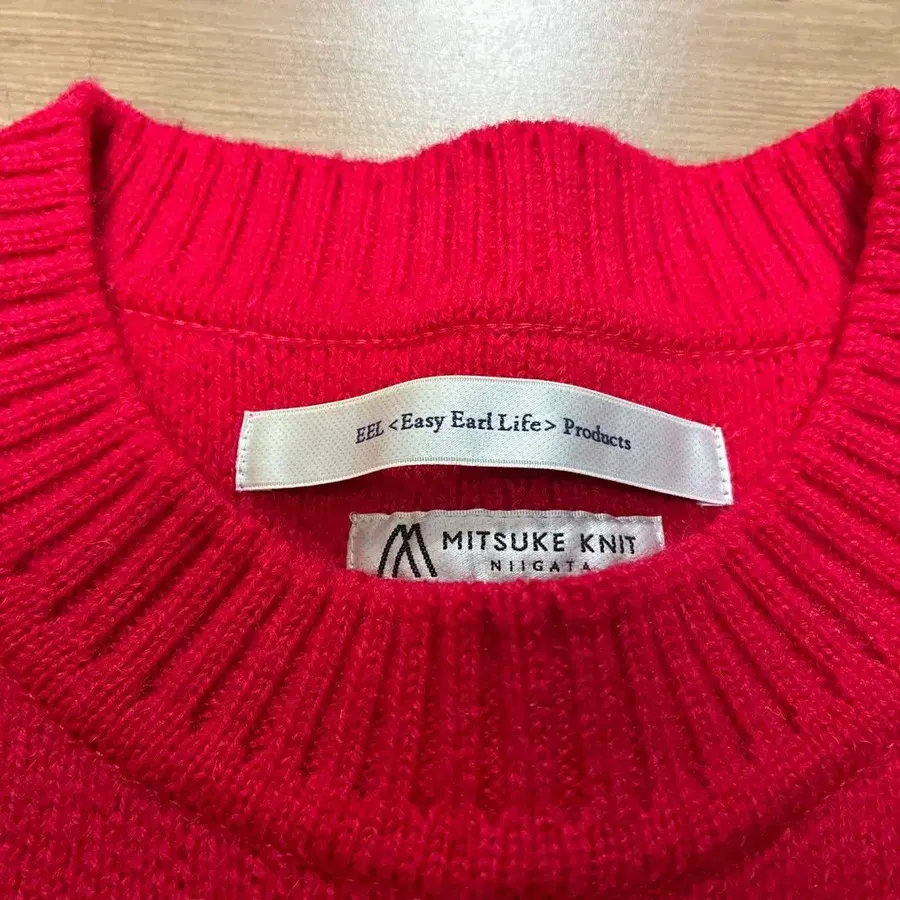 EEL <Easy Earl Life> Products
MITSUKE KNIT
NIIGATA